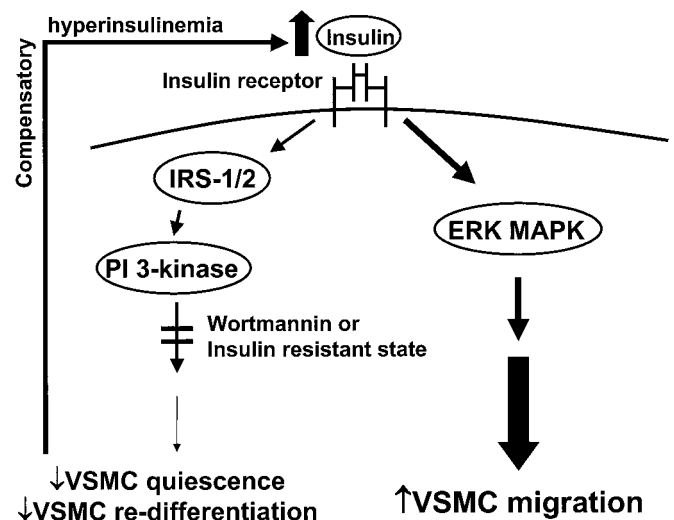 hyperinsulinemia
Insulin
Compensatory
Insulin receptor
IRS-1/2
ERK MAPK
PI 3-kinase
Wortmannin or
Insulin resistant state
↓VSMC quiescence
↓VSMC re-differentiation
↑VSMC migration